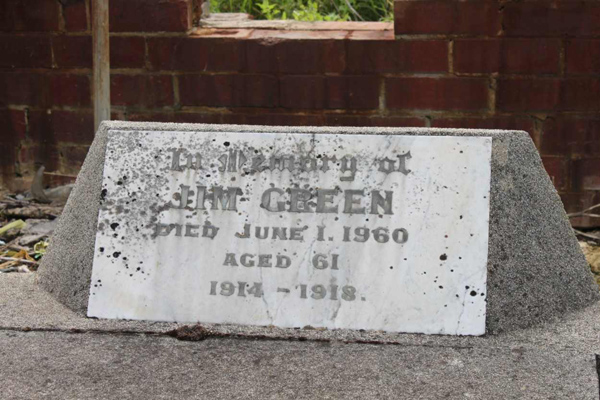 In Memory of
JIM GREEN
DIED JUNE 1. 1960
AGED 61
1914 - 1918.